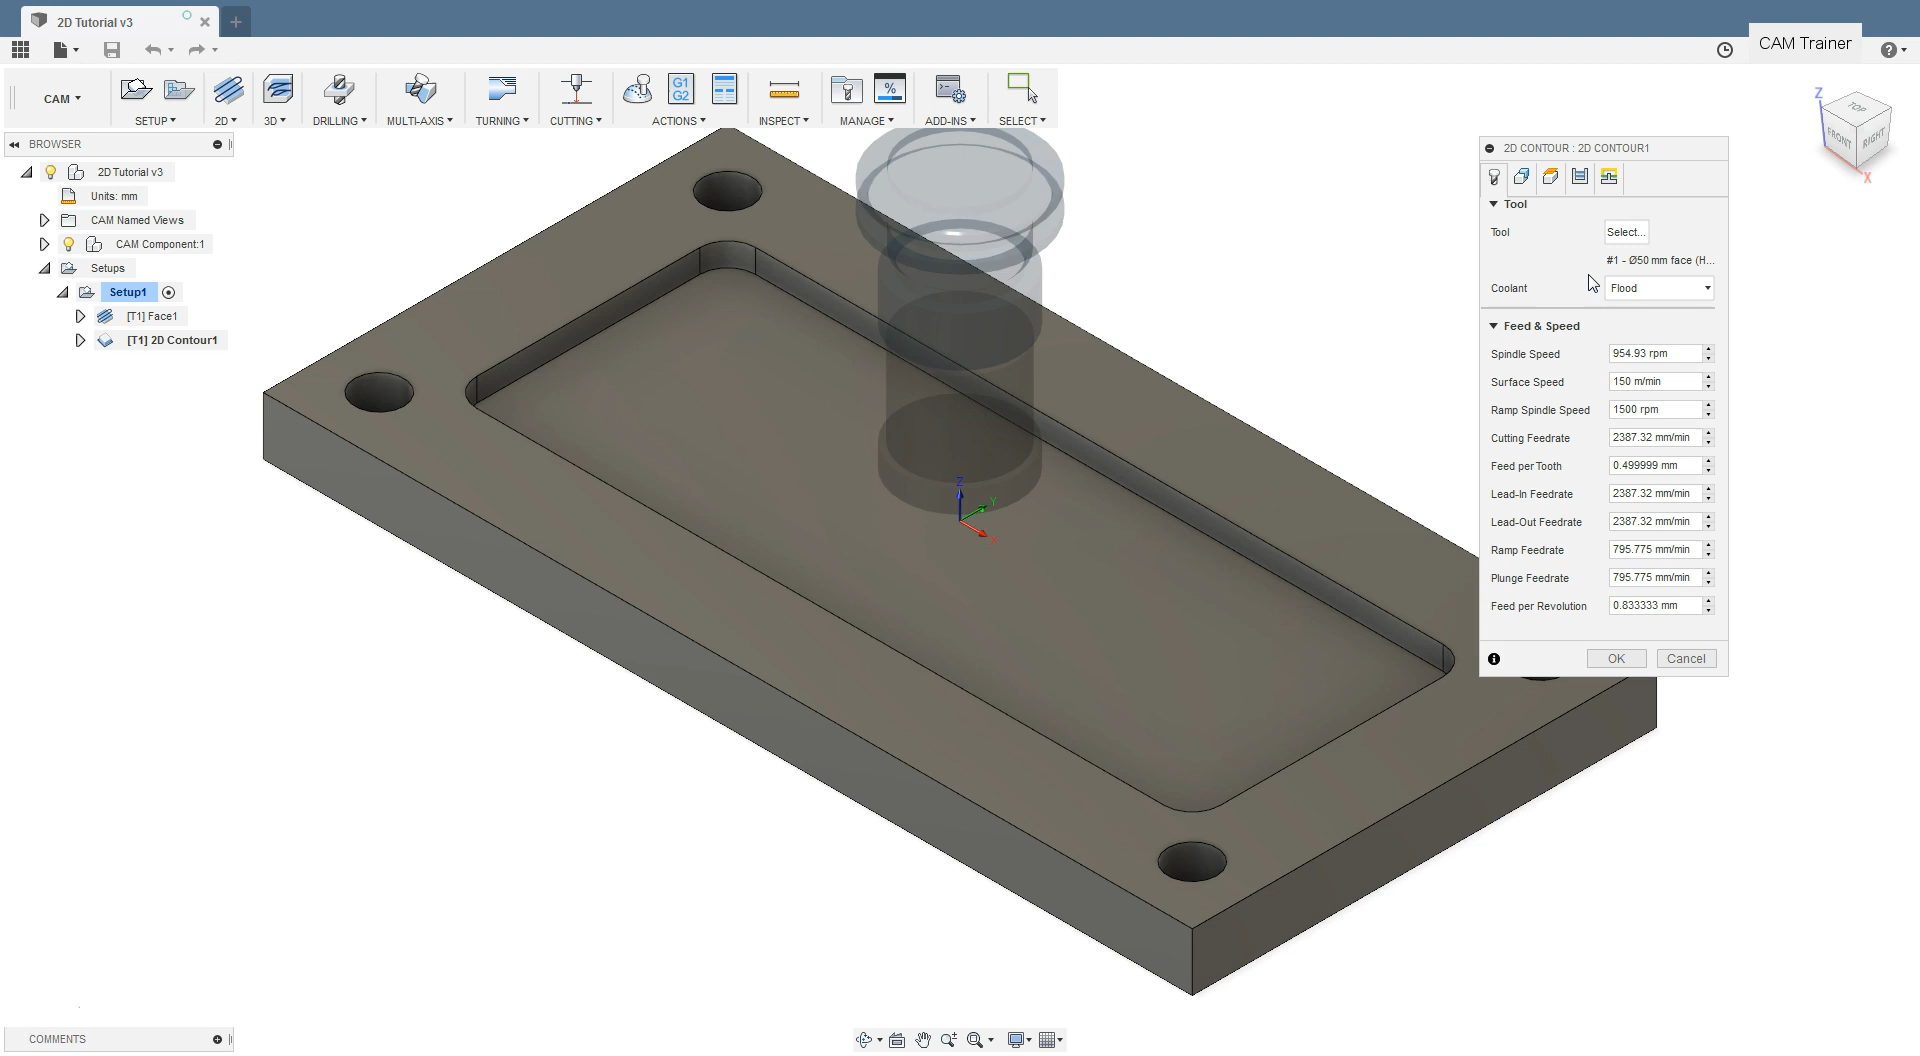 2D Tutorial v3
CAM Trainer
CAM
G1
G2
%
SETUP
2D
3D
DRILLING
MULTI-AXIS
TURNING
CUTTING
ACTIONS
INSPECT
MANAGE
ADD-INS
SELECT
BROWSER
2D Tutorial v3
Units: mm
CAM Named Views
CAM Component:1
Setups
Setup1
[T1] Face1
[T1] 2D Contour1
Z
TOP
FRONT
RIGHT
X
Z
Y
X
2D CONTOUR : 2D CONTOUR1
Tool
Tool Select...
#1 - Ø50 mm face (H...
Coolant Flood
Feed & Speed
Spindle Speed 954.93 rpm
Surface Speed 150 m/min
Ramp Spindle Speed 1500 rpm
Cutting Feedrate 2387.32 mm/min
Feed per Tooth 0.499999 mm
Lead-In Feedrate 2387.32 mm/min
Lead-Out Feedrate 2387.32 mm/min
Ramp Feedrate 795.775 mm/min
Plunge Feedrate 795.775 mm/min
Feed per Revolution 0.833333 mm
OK Cancel
COMMENTS